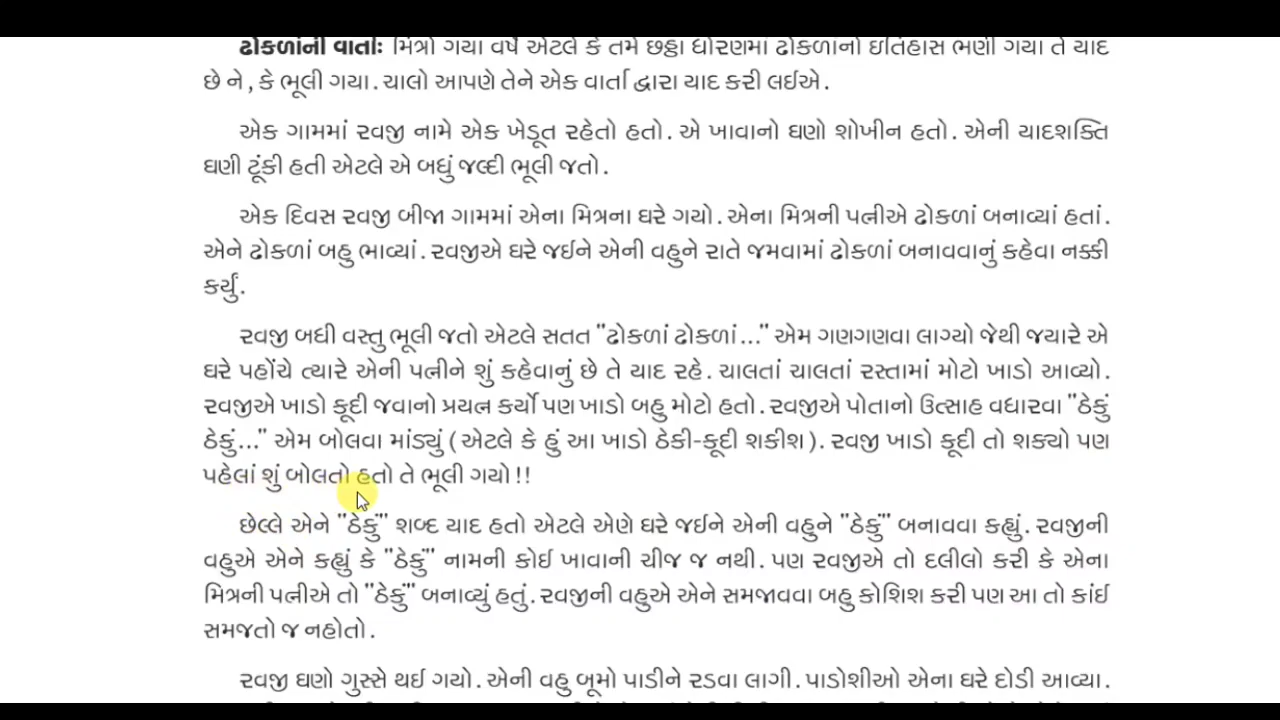 ઢોકળાંની વાર્તાઃ મિત્રો ગયા વર્ષે એટલે કે તમે છઠ્ઠા ધોરણમાં ઢોકળાંનો ઇતિહાસ ભણી ગયા તે યાદ
છે ને, કે ભૂલી ગયા. ચાલો આપણે તેને એક વાર્તા દ્વારા યાદ કરી લઈએ.
એક ગામમાં રવજી નામે એક ખેડૂત રહેતો હતો. એ ખાવાનો ઘણો શોખીન હતો. એની યાદશક્તિ
ઘણી ટૂંકી હતી એટલે એ બધું જલ્દી ભૂલી જતો.
એક દિવસ રવજી બીજા ગામમાં એના મિત્રના ઘરે ગયો. એના મિત્રની પત્નીએ ઢોકળાં બનાવ્યાં હતાં.
એને ઢોકળાં બહુ ભાવ્યાં. રવજીએ ઘરે જઈને એની વહુને રાતે જમવામાં ઢોકળાં બનાવવાનું કહેવા નક્કી
કર્યું.
રવજી બધી વસ્તુ ભૂલી જતો એટલે સતત "ઢોકળાં ઢોકળાં..." એમ ગણગણવા લાગ્યો જેથી જયારે એ
ઘરે પહોંચે ત્યારે એની પત્નીને શું કહેવાનું છે તે યાદ રહે. ચાલતાં ચાલતાં રસ્તામાં મોટો ખાડો આવ્યો.
રવજીએ ખાડો કૂદી જવાનો પ્રયત્ન કર્યો પણ ખાડો બહુ મોટો હતો. રવજીએ પોતાનો ઉત્સાહ વધારવા "ઠેકું
ઠેકું..." એમ બોલવા માંડ્યું (એટલે કે હું આ ખાડો ઠેકી-કૂદી શકીશ). રવજી ખાડો કૂદી તો શક્યો પણ
પહેલાં શું બોલતો હતો તે ભૂલી ગયો!!
છેલ્લે એને "ઠેકું" શબ્દ યાદ હતો એટલે એણે ઘરે જઈને એની વહુને "ઠેકું" બનાવવા કહ્યું. રવજીની
વહુએ એને કહ્યું કે "ઠેકું" નામની કોઈ ખાવાની ચીજ જ નથી. પણ રવજીએ તો દલીલો કરી કે એના
મિત્રની પત્નીએ તો "ઠેકું" બનાવ્યું હતું. રવજીની વહુએ એને સમજાવવા બહુ કોશિશ કરી પણ આ તો કાંઈ
સમજતો જ નહોતો.
રવજી ઘણો ગુસ્સે થઈ ગયો. એની વહુ બૂમો પાડીને રડવા લાગી. પાડોશીઓ એના ઘરે દોડી આવ્યા.